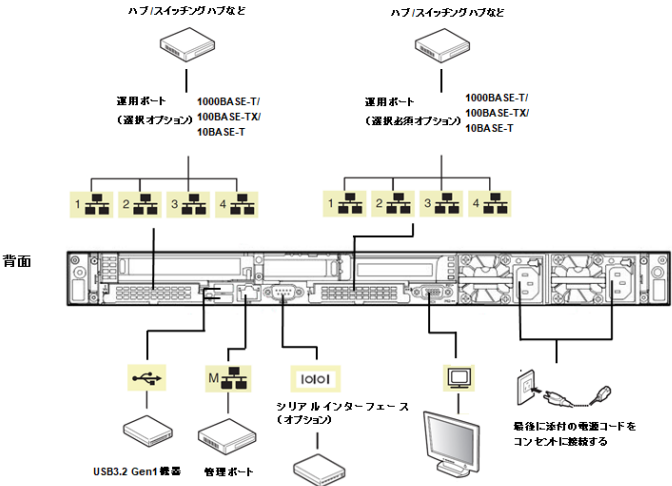 ハブ/スイッチングハブなど
ハブ/スイッチングハブなど
運用ポート
(選択オプション)
1000BASE-T/
100BASE-TX/
10BASE-T
運用ポート
(選択必須オプション)
1000BASE-T/
100BASE-TX/
10BASE-T
1 2 3 4
1 2 3 4
背面
M
IOIOI
シリアルインターフェース
(オプション)
最後に添付の電源コードを
コンセントに接続する
USB3.2 Gen1機器
管理ポート